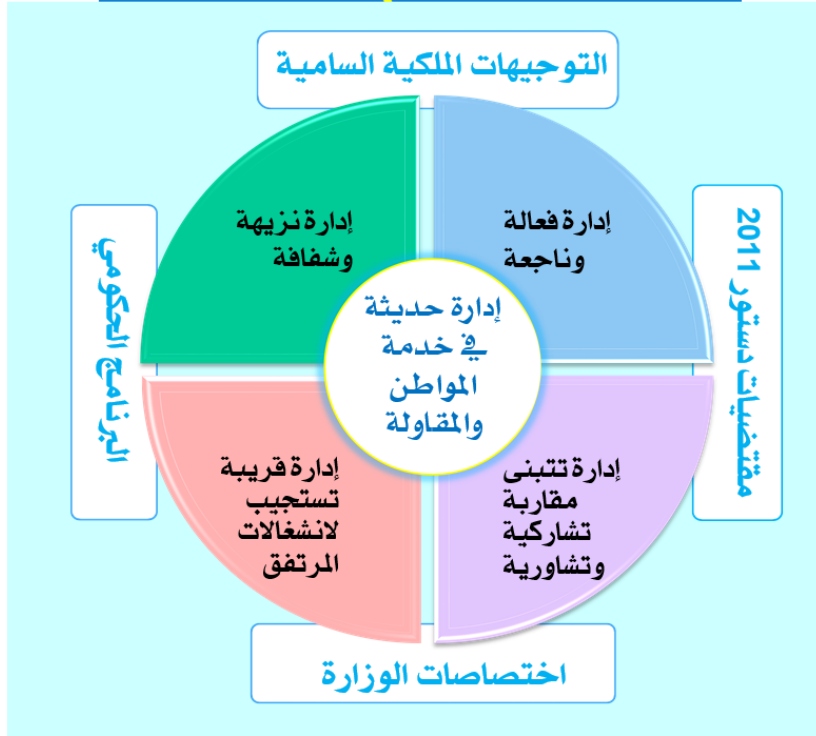 التوجيهات الملكية السامية
مقتضيات دستور 2011
إدارة فعالة
وناجعة
إدارة نزيهة
وشفافة
البرنامج الحكومي
إدارة حديثة
في خدمة
المواطن
والمقاولة
إدارة تتبنى
مقاربة
تشاركية
وتشاورية
إدارة قريبة
تستجيب
لانشغالات
المرتفق
اختصاصات الوزارة